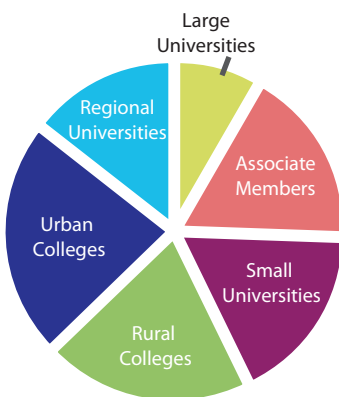 Large
Universities
Regional
Universities
Associate
Members
Urban
Colleges
Small
Universities
Rural
Colleges